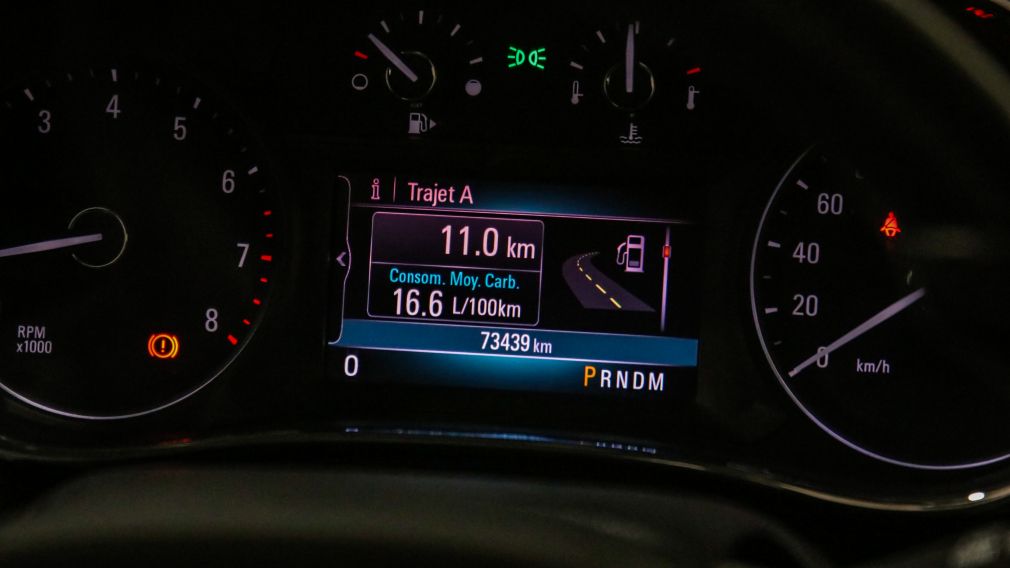 3 4 5 6 7 8
RPM
x1000
Trajet A
11.0 km
Consom. Moy. Carb.
16.6 L/100km
73439 km
0
PRNDM
60
40
20
0
km/h